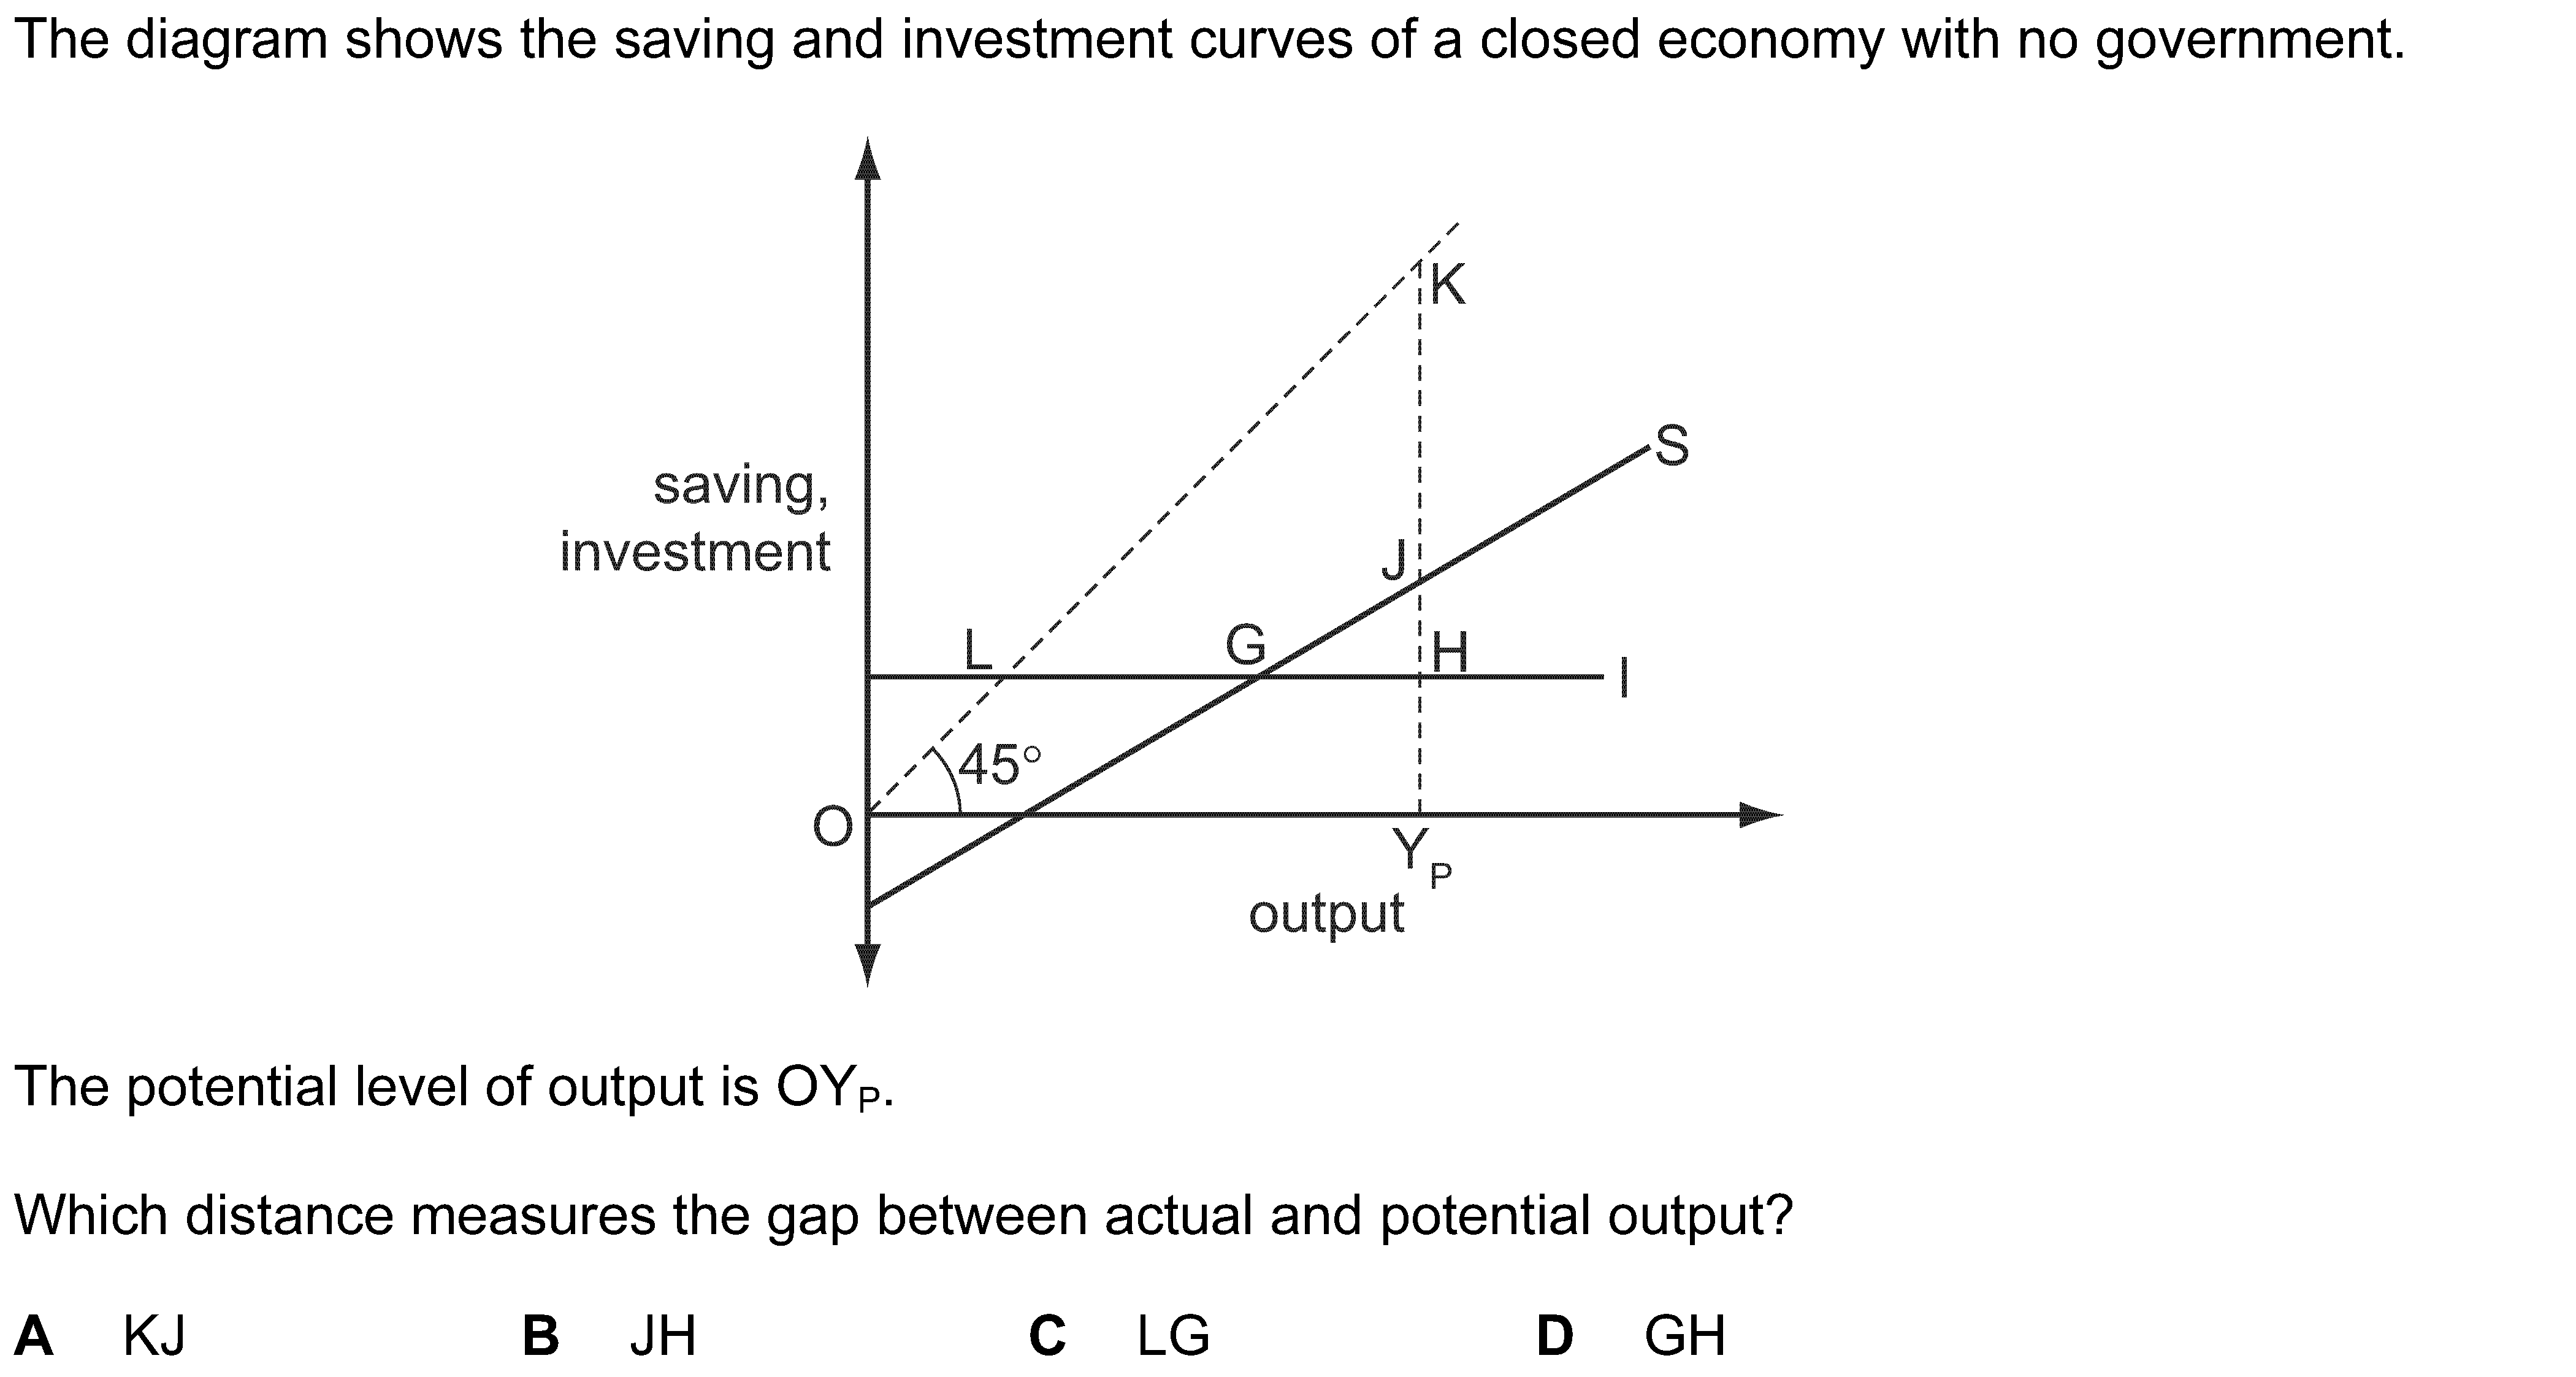 The diagram shows the saving and investment curves of a closed economy with no government.
K
S
saving,
investment
J
L
G
H
I
45°
O
Y_P
output
The potential level of output is OY_P.
Which distance measures the gap between actual and potential output?
A KJ B JH C LG D GH